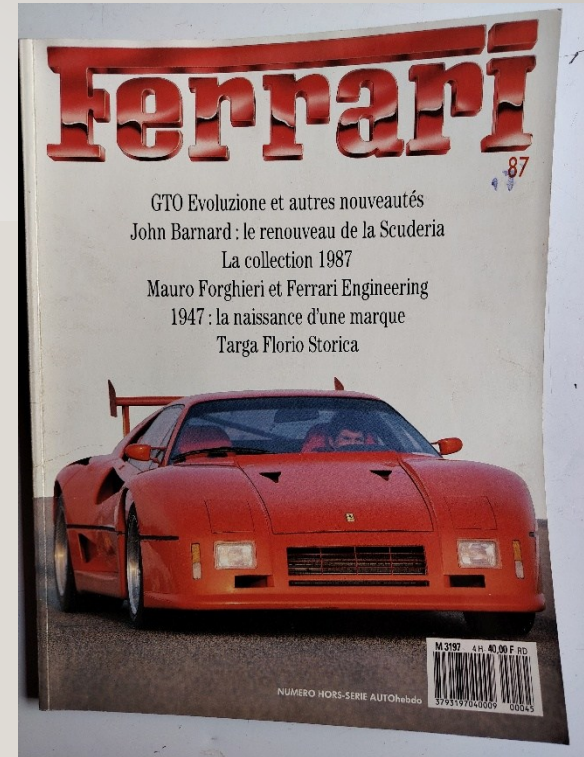 Ferrari
87
GTO Evoluzione et autres nouveautés
John Barnard : le renouveau de la Scuderia
La collection 1987
Mauro Forghieri et Ferrari Engineering
1947 : la naissance d'une marque
Targa Florio Storica
M 3197 4 H 40,00 F RD
3793197040009 00045
NUMERO HORS-SERIE AUTOhebdo